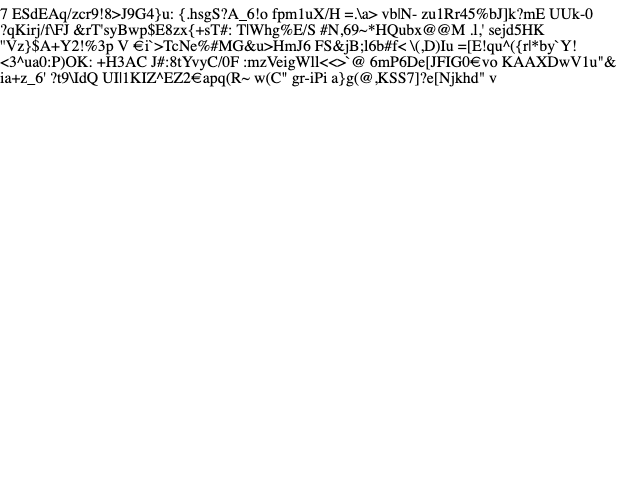 7 ESdEAq/zcr9!8>J9G4}u: {.hsgS?A_6!o fpm1uX/H =.\a> vb|N- zu1Rr45%bJ]k?mE UUk-0
?qKirj/f\FJ &rT'syBwp$E8zx{+sT#: T|Whg%E/S #N,69~*HQubx@@M .l,' sejd5HK
"Vz}$A+Y2!%3p V €i`>TcNe%#MG&u>HmJ6 FS&jB;l6b#f< \(,D)Iu =[E!qu^({r|*by`Y!
<3^ua0:P)OK: +H3AC J#:8tYvyC/0F :mzVeigWll<<>`@ 6mP6De[JFIG0€vo KAAXDwV1u"&
ia+z_6' ?t9\IdQ UI|1KIZ^EZ2€apq(R~ w(C" gr-iPi a}g(@,KSS7]?e[Njkhd" v